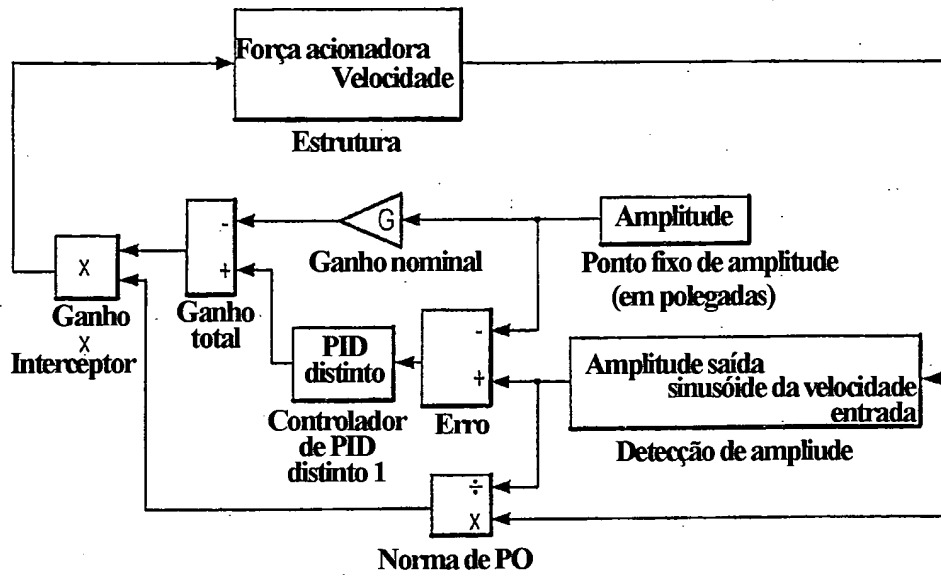 Força acionadora
Velocidade
Estrutura
-
G
Amplitude
+
Ganho nominal
Ponto fixo de amplitude
(em polegadas)
X
Ganho
X
Interceptor
Ganho
total
PID
distinto
-
+
Amplitude saída
sinusóide da velocidade
entrada
Controlador
de PID
distinto 1
Erro
Detecção de ampliude
÷
X
Norma de PO